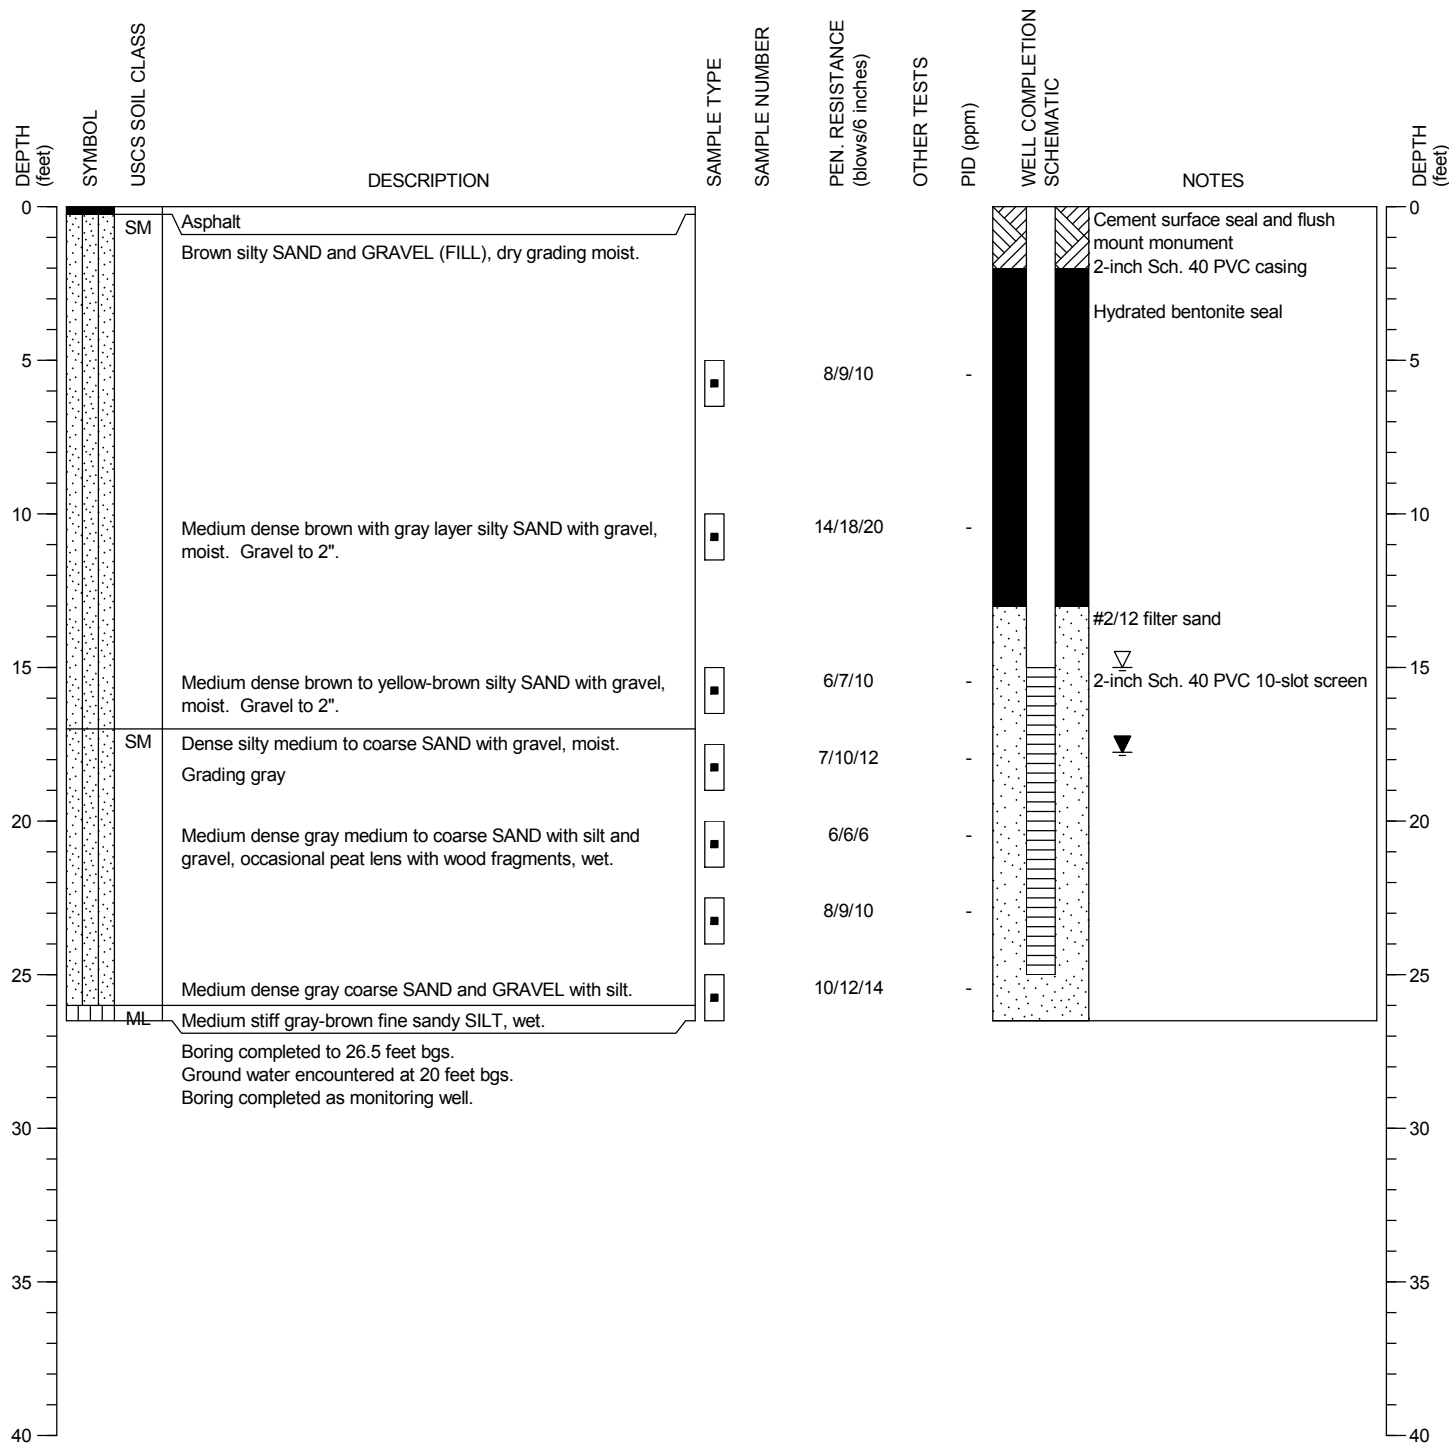 DEPTH
(feet)
SYMBOL
USCS SOIL CLASS
DESCRIPTION
SAMPLE TYPE
SAMPLE NUMBER
PEN. RESISTANCE
(blows/6 inches)
OTHER TESTS
PID (ppm)
WELL COMPLETION
SCHEMATIC
NOTES
DEPTH
(feet)
0
SM
Asphalt
Brown silty SAND and GRAVEL (FILL), dry grading moist.
Cement surface seal and flush
mount monument
2-inch Sch. 40 PVC casing
Hydrated bentonite seal
0
5
8/9/10
-
5
10
Medium dense brown with gray layer silty SAND with gravel,
moist. Gravel to 2".
14/18/20
-
10
#2/12 filter sand
15
Medium dense brown to yellow-brown silty SAND with gravel,
moist. Gravel to 2".
6/7/10
-
2-inch Sch. 40 PVC 10-slot screen
15
SM
Dense silty medium to coarse SAND with gravel, moist.
Grading gray
7/10/12
-
20
Medium dense gray medium to coarse SAND with silt and
gravel, occasional peat lens with wood fragments, wet.
6/6/6
-
20
8/9/10
-
25
Medium dense gray coarse SAND and GRAVEL with silt.
10/12/14
-
25
ML
Medium stiff gray-brown fine sandy SILT, wet.
Boring completed to 26.5 feet bgs.
Ground water encountered at 20 feet bgs.
Boring completed as monitoring well.
30
30
35
35
40
40